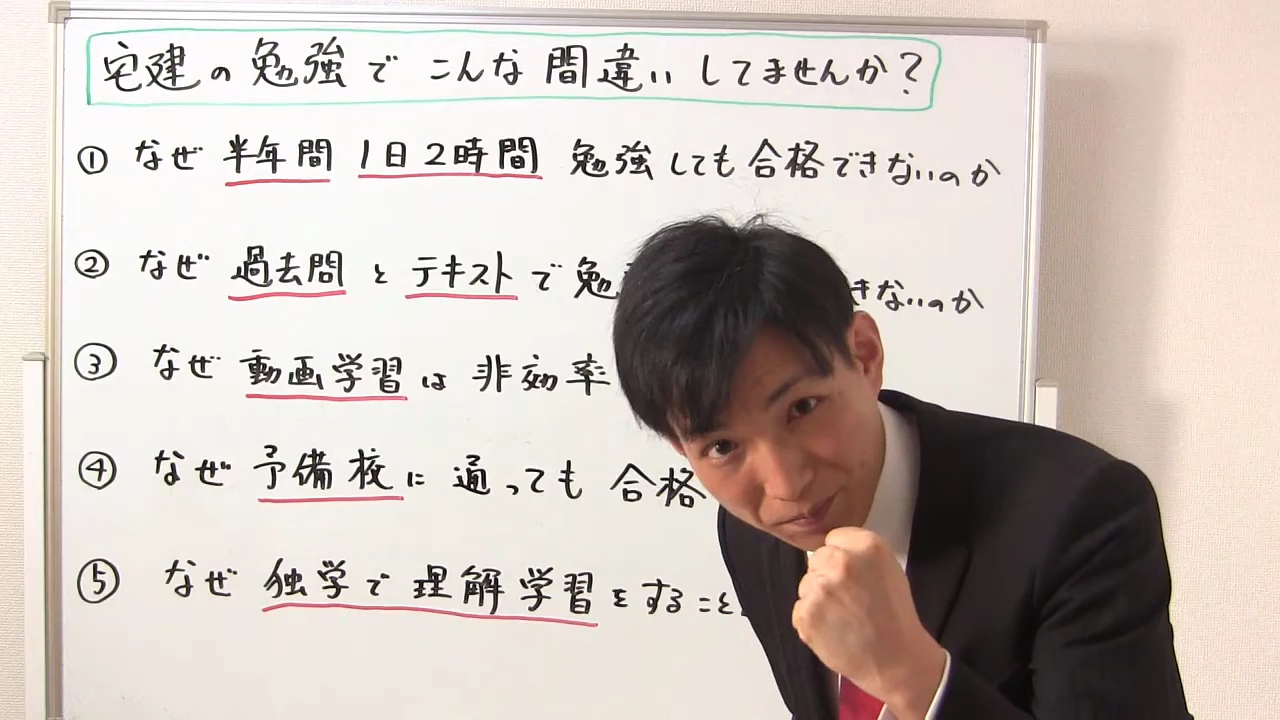 宅建の勉強でこんな間違いしてませんか?
① なぜ 半年間 1日2時間 勉強しても合格できないのか
② なぜ 過去問とテキストで勉 きないのか
③ なぜ 動画学習は非効率
④ なぜ 予備校に通っても合格
⑤ なぜ 独学で理解学習をすること